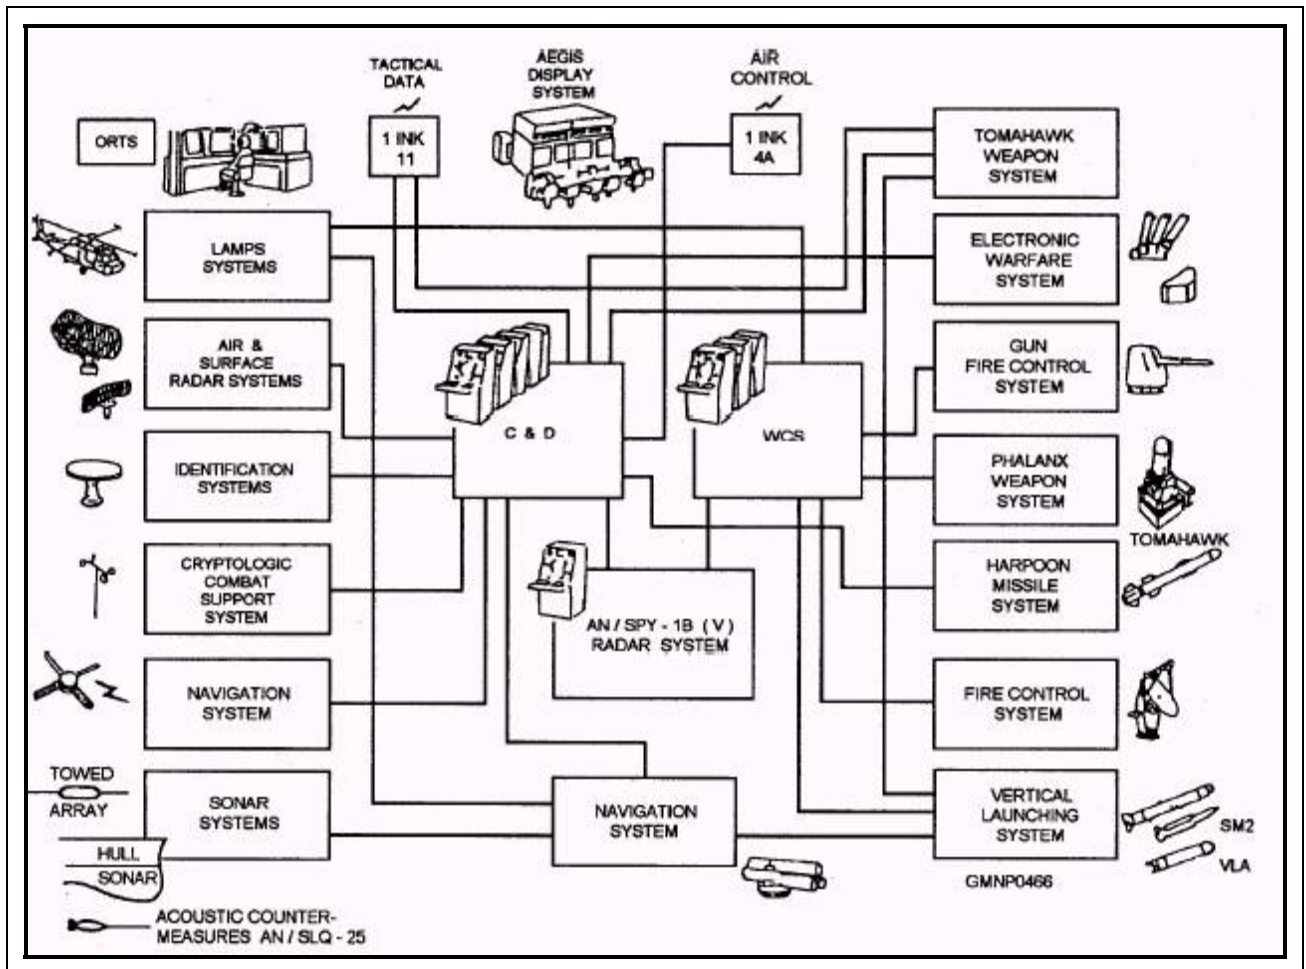 TACTICAL
DATA
AEGIS
DISPLAY
SYSTEM
AIR
CONTROL
ORTS
1 INK
11
1 INK
4A
TOMAHAWK
WEAPON
SYSTEM
LAMPS
SYSTEMS
ELECTRONIC
WARFARE
SYSTEM
AIR &
SURFACE
RADAR SYSTEMS
GUN
FIRE CONTROL
SYSTEM
C & D
WCS
IDENTIFICATION
SYSTEMS
PHALANX
WEAPON
SYSTEM
TOMAHAWK
CRYPTOLOGIC
COMBAT
SUPPORT
SYSTEM
AN / SPY - 1B ( V )
RADAR SYSTEM
HARPOON
MISSILE
SYSTEM
NAVIGATION
SYSTEM
FIRE CONTROL
SYSTEM
TOWED
ARRAY
SONAR
SYSTEMS
NAVIGATION
SYSTEM
VERTICAL
LAUNCHING
SYSTEM
SM2
VLA
HULL
SONAR
GMNP0466
ACOUSTIC COUNTER-
MEASURES AN / SLQ - 25